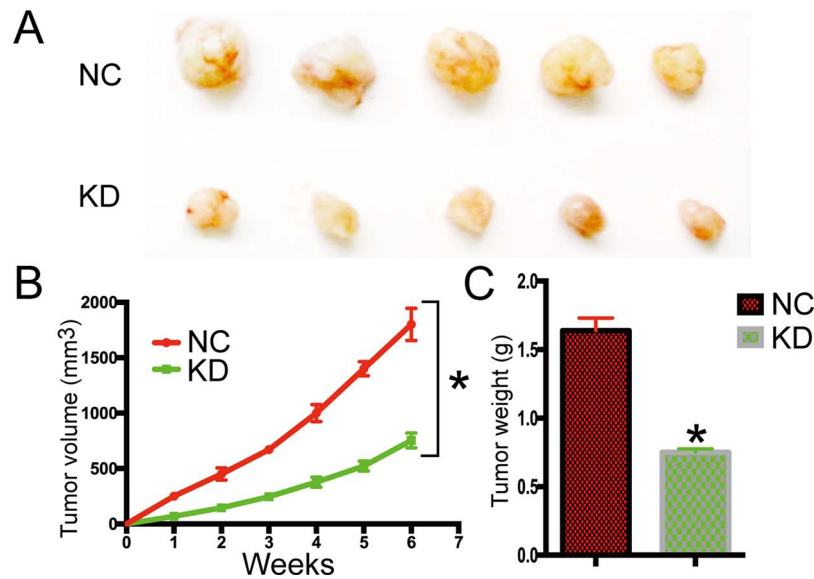 A
NC
KD
B
Tumor volume (mm3)
2000
1500
1000
500
0
NC
KD
*
0 1 2 3 4 5 6 7
Weeks
C
Tumor weight (g)
2.0
1.5
1.0
0.5
0.0
*
NC
KD